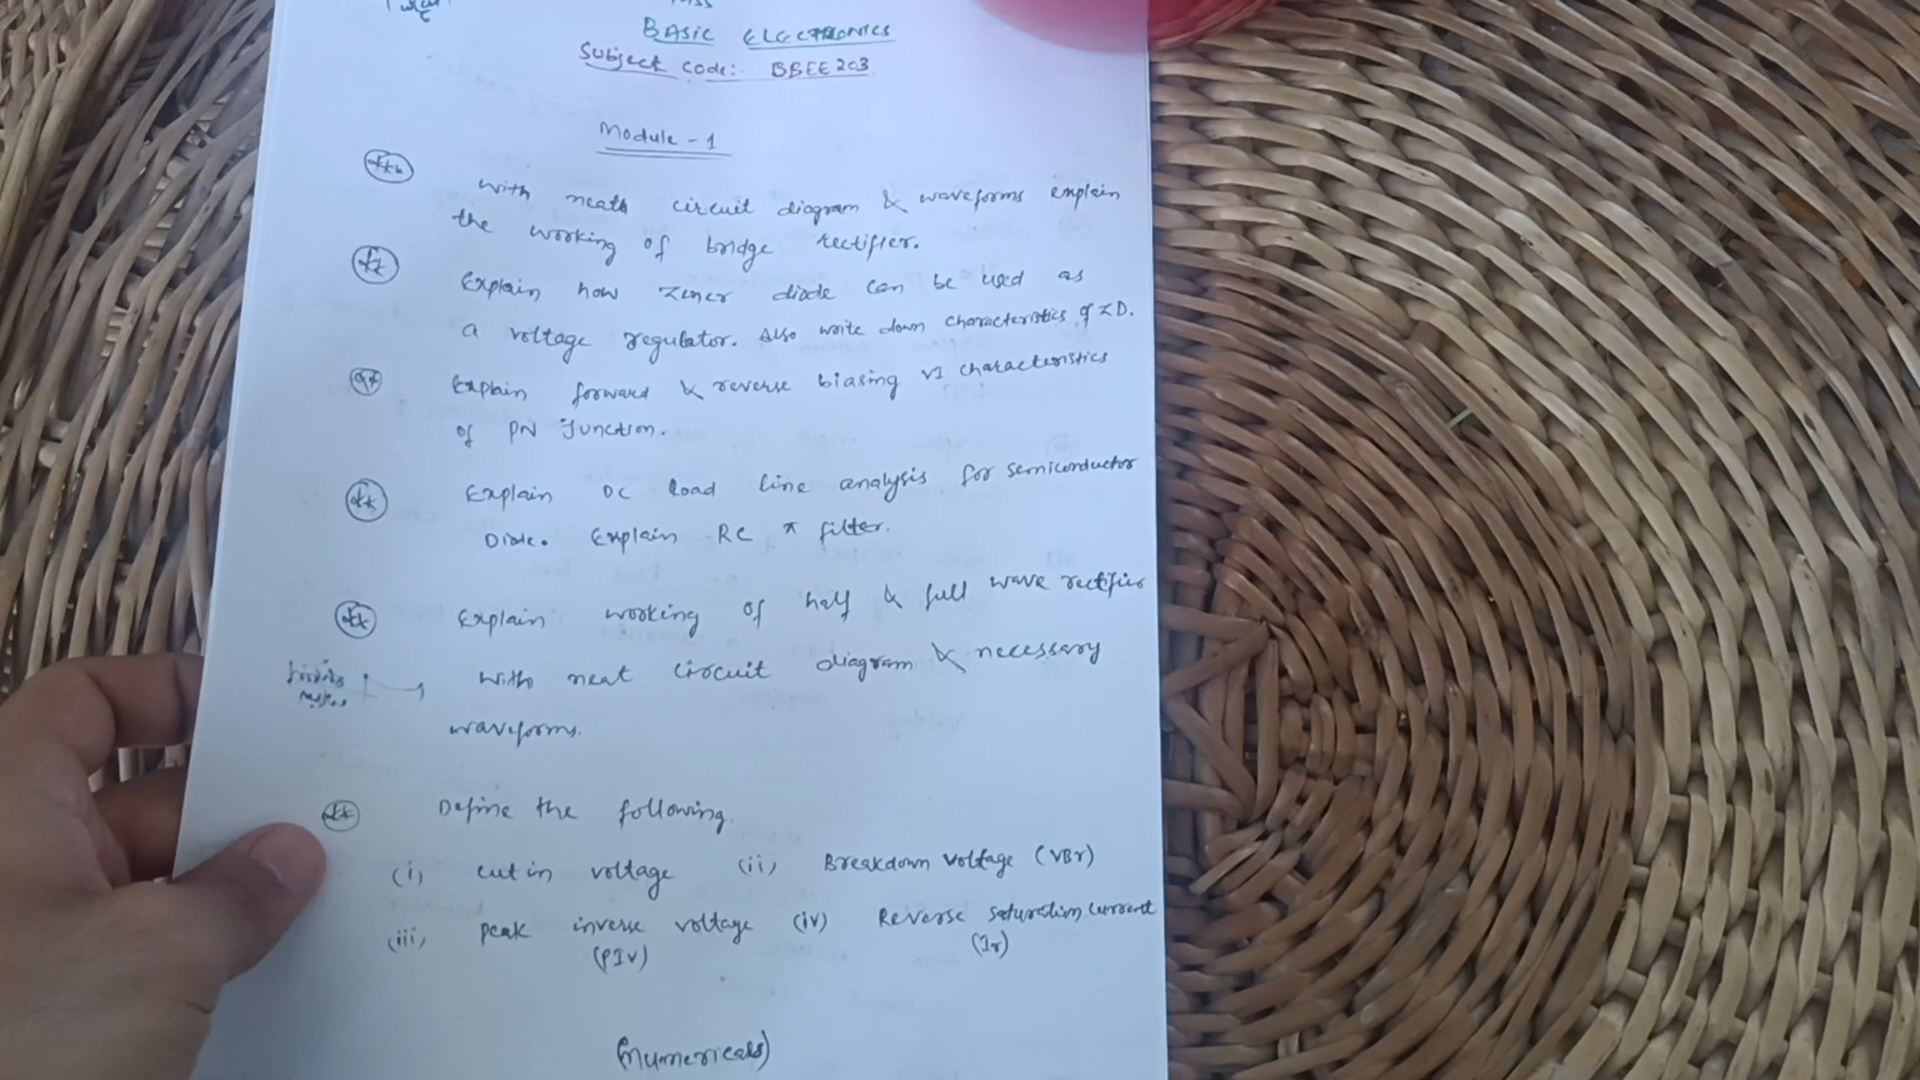 BASIC ELECTRONICS
Subject Code:- BBEE203
Module - 1
With neat circuit diagram & waveforms explain
the working of bridge rectifier.
Explain how Zener diode can be used as
a voltage regulator. Also write down characteristics of ZD.
Explain forward & reverse biasing VI characteristics
of PN Junction.
Explain DC load line analysis for semiconductor
Diode. Explain RC π filter.
Explain working of half & full wave rectifier
with neat circuit diagram & necessary
waveforms.
Define the following.
(i) cut in voltage (ii) Breakdown voltage (VBr)
(iii) peak inverse voltage (iv) Reverse saturation current
(PIV) (Ir)
(Numericals)